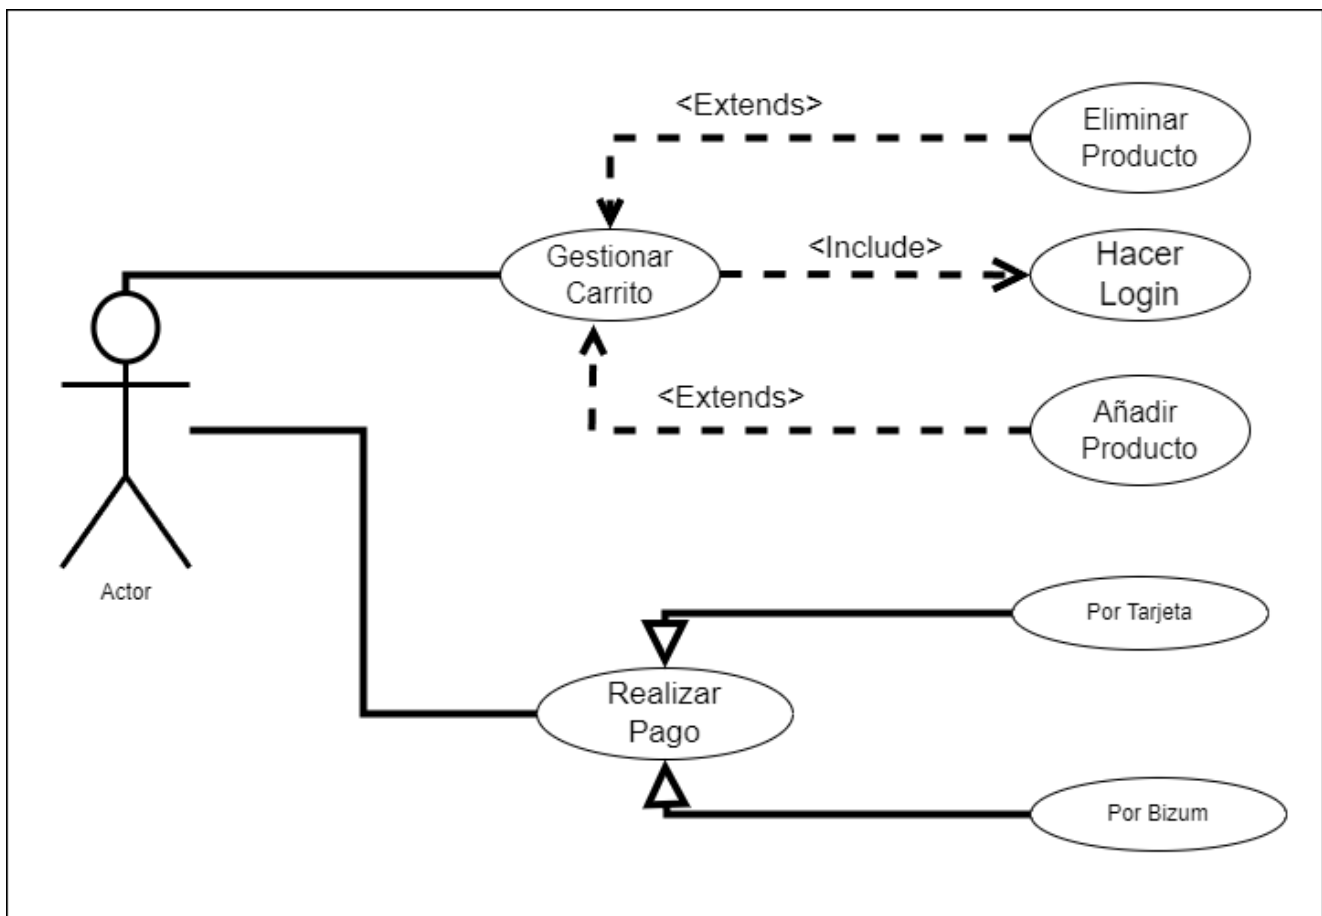 <Extends>
Eliminar
Producto
<Include>
Gestionar
Carrito
Hacer
Login
<Extends>
Añadir
Producto
Actor
Por Tarjeta
Realizar
Pago
Por Bizum